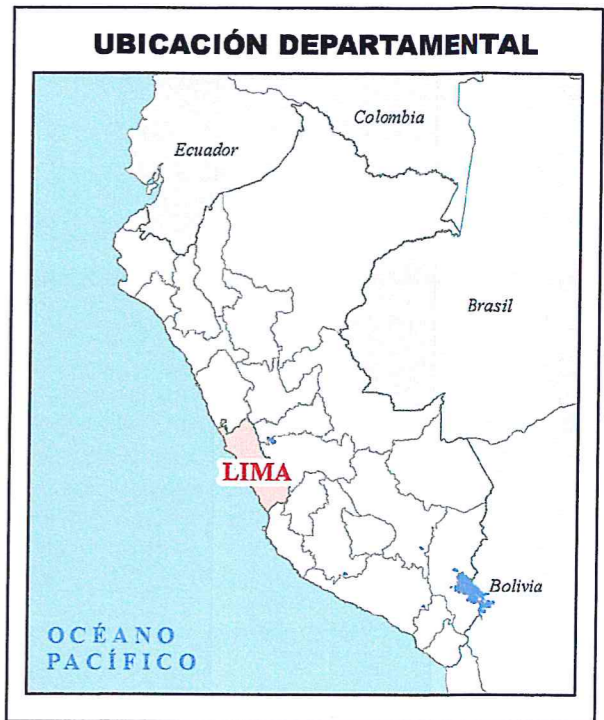 UBICACIÓN DEPARTAMENTAL
Colombia
Ecuador
Brasil
LIMA
Bolivia
OCÉANO
PACÍFICO